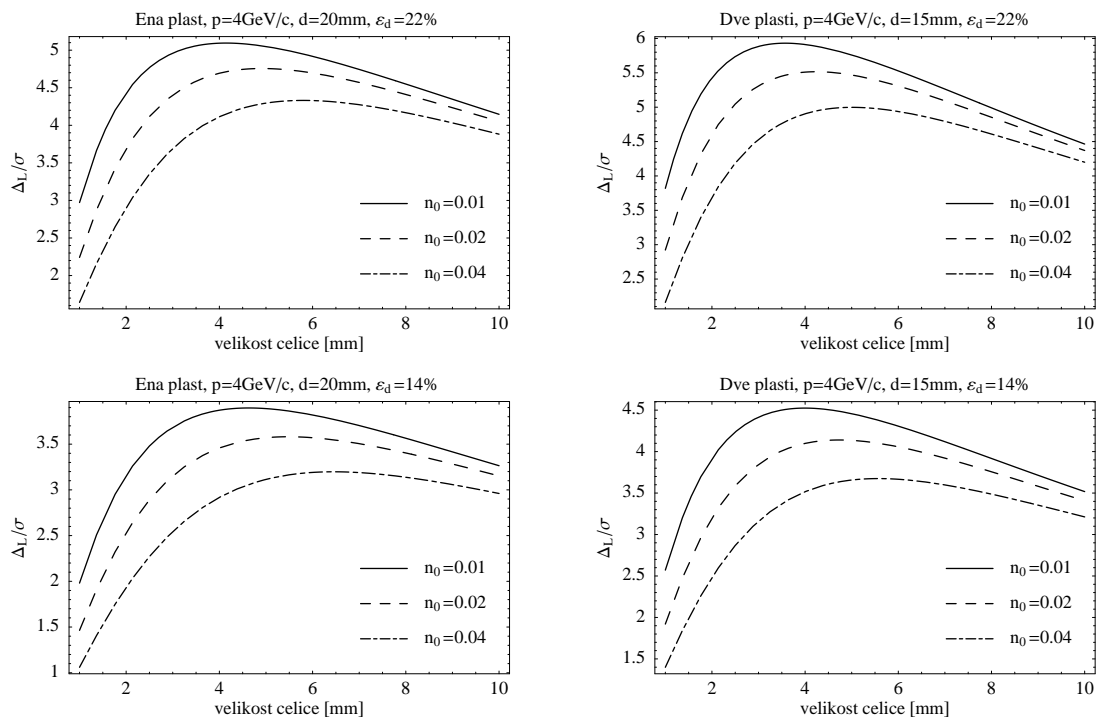 Ena plast, p=4GeV/c, d=20mm, ε_d=22%
5
4.5
4
3.5
3
2.5
2
Δ_L/σ
n_0=0.01
n_0=0.02
n_0=0.04
2 4 6 8 10
velikost celice [mm]
Dve plasti, p=4GeV/c, d=15mm, ε_d=22%
6
5.5
5
4.5
4
3.5
3
2.5
Δ_L/σ
n_0=0.01
n_0=0.02
n_0=0.04
2 4 6 8 10
velikost celice [mm]
Ena plast, p=4GeV/c, d=20mm, ε_d=14%
3.5
3
2.5
2
1.5
1
Δ_L/σ
n_0=0.01
n_0=0.02
n_0=0.04
2 4 6 8 10
velikost celice [mm]
Dve plasti, p=4GeV/c, d=15mm, ε_d=14%
4.5
4
3.5
3
2.5
2
1.5
Δ_L/σ
n_0=0.01
n_0=0.02
n_0=0.04
2 4 6 8 10
velikost celice [mm]